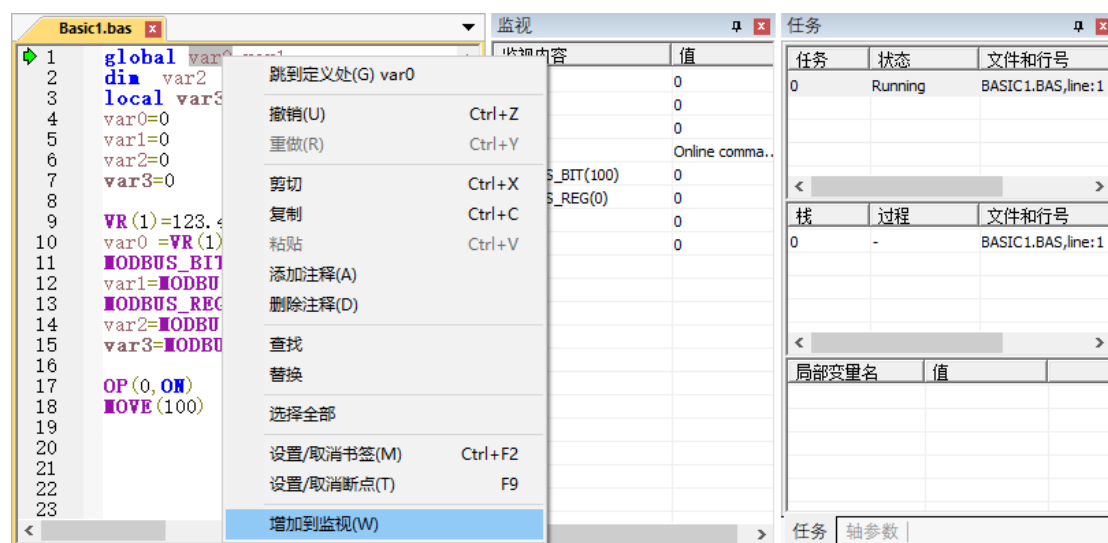 Basic1.bas
1 global var0
2 dim var2
3 local var3
4 var0=0
5 var1=0
6 var2=0
7 var3=0
8
9 VR(1)=123.
10 var0 =VR(1)
11 MODBUS_BIT
12 var1=MODBU
13 MODBUS_REG
14 var2=MODBU
15 var3=MODBU
16
17 OP(0,ON)
18 MOVE(100)
19
20
21
22
23
跳到定义处(G) var0
撤销(U) Ctrl+Z
重做(R) Ctrl+Y
剪切 Ctrl+X
复制 Ctrl+C
粘贴 Ctrl+V
添加注释(A)
删除注释(D)
查找
替换
选择全部
设置/取消书签(M) Ctrl+F2
设置/取消断点(T) F9
增加到监视(W)
监视
监视内容 值
0
0
0
Online comma..
S_BIT(100) 0
S_REG(0) 0
0
0
任务
任务 状态 文件和行号
0 Running BASIC1.BAS,line:1
栈 过程 文件和行号
0 - BASIC1.BAS,line:1
局部变量名 值
任务 轴参数